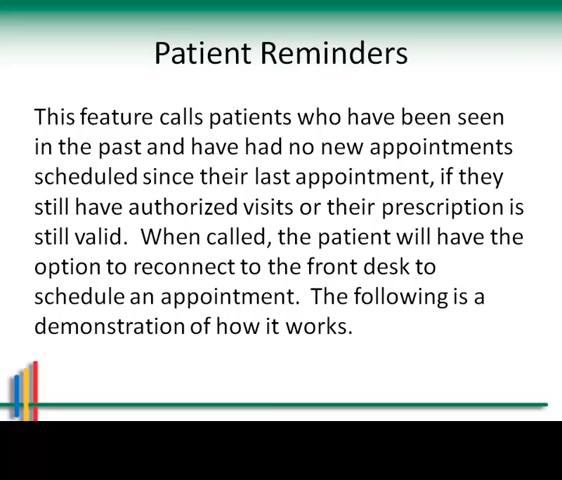 Patient Reminders
This feature calls patients who have been seen
in the past and have had no new appointments
scheduled since their last appointment, if they
still have authorized visits or their prescription is
still valid.  When called, the patient will have the
option to reconnect to the front desk to
schedule an appointment.  The following is a
demonstration of how it works.